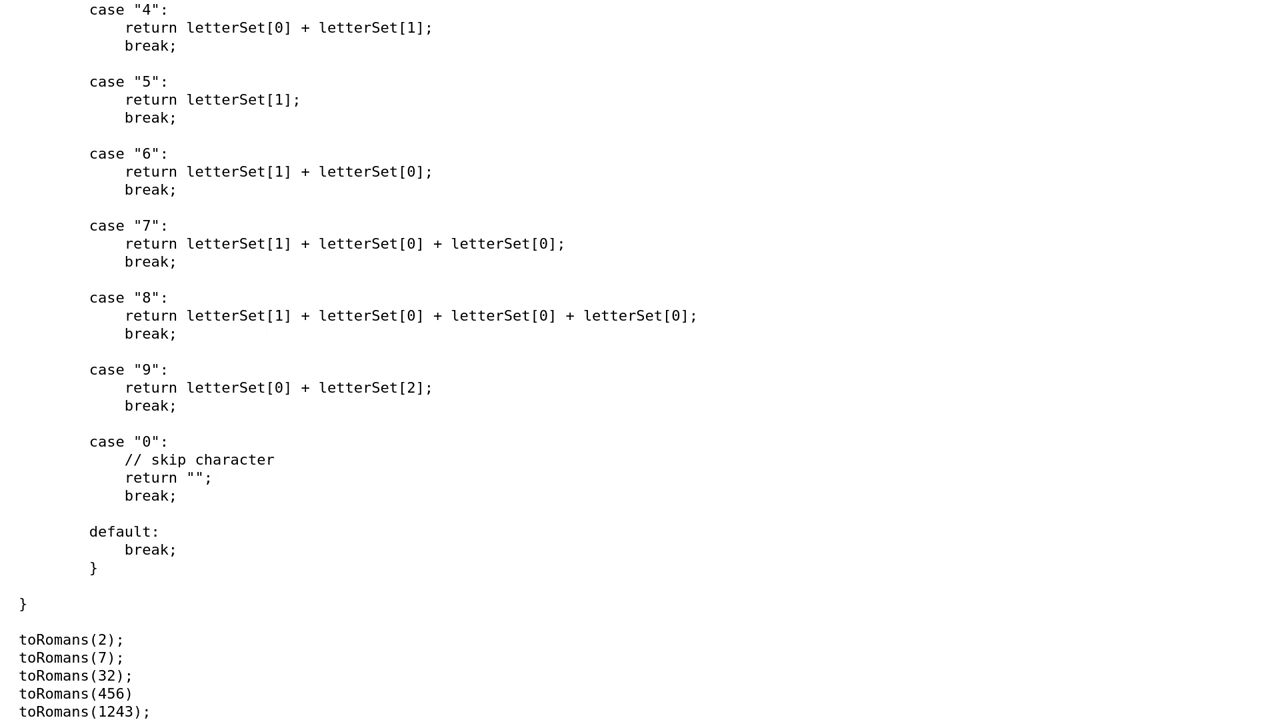 case "4":
return letterSet[0] + letterSet[1];
break;
case "5":
return letterSet[1];
break;
case "6":
return letterSet[1] + letterSet[0];
break;
case "7":
return letterSet[1] + letterSet[0] + letterSet[0];
break;
case "8":
return letterSet[1] + letterSet[0] + letterSet[0] + letterSet[0];
break;
case "9":
return letterSet[0] + letterSet[2];
break;
case "0":
// skip character
return "";
break;
default:
break;
}
}
toRomans(2);
toRomans(7);
toRomans(32);
toRomans(456)
toRomans(1243);